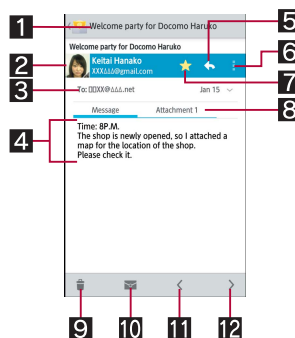 1 Welcome party for Docomo Haruko
Welcome party for Docomo Haruko
2 Keitai Hanako
XXX△△@gmail.com
3 To: □□XX@△△△.net Jan 15
Message Attachment 1
4 Time: 8P.M.
The shop is newly opened, so I attached a
map for the location of the shop.
Please check it.
5
6
7
8
9 10 11 12